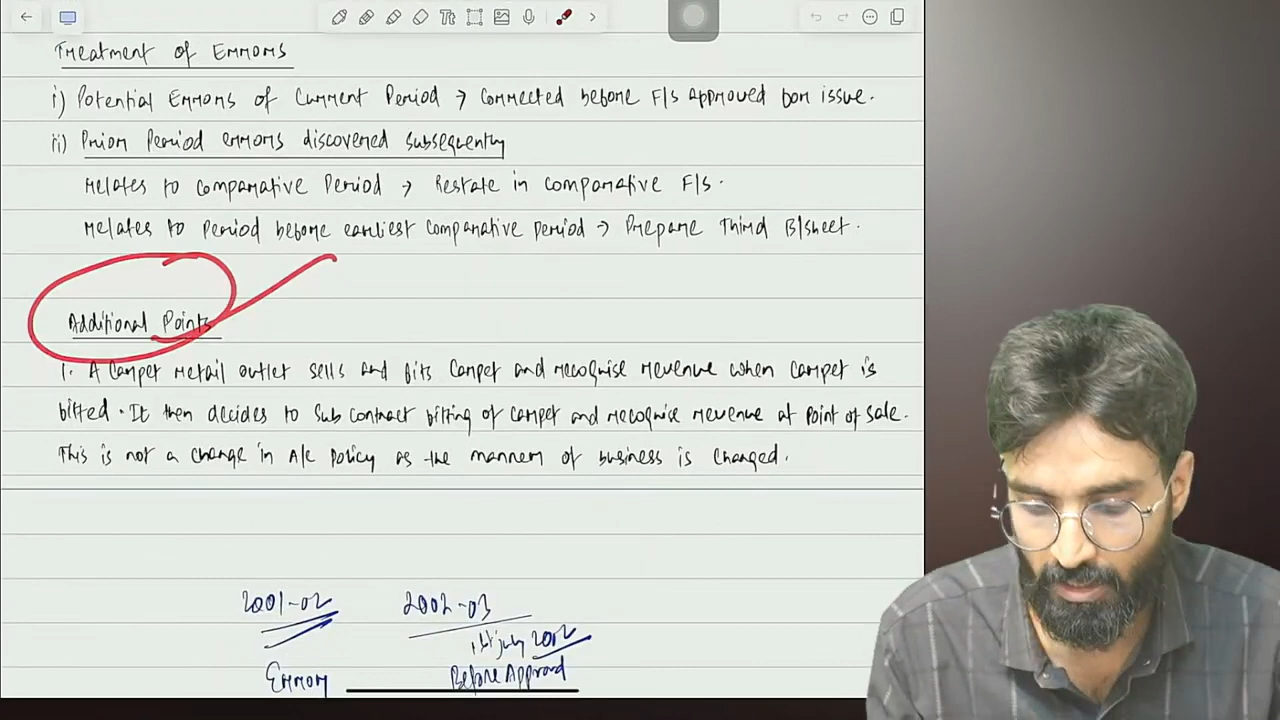 Treatment of Errors
i) Potential Errors of Current Period → Corrected before F/S approved for issue.
ii) Prior Period errors discovered subsequently
Relates to comparative Period → Restate in comparative F/S.
Relates to Period before earliest comparative period → Prepare Third B/Sheet.
Additional Points
1. A Carpet retail outlet sells and fits Carpet and recognise revenue when carpet is
fitted. It then decides to Sub contract fitting of carpet and recognise revenue at Point of Sale.
This is not a change in A/c Policy as the manner of business is changed.
2001-02 2002-03
1st July 2002
Error Before Approval